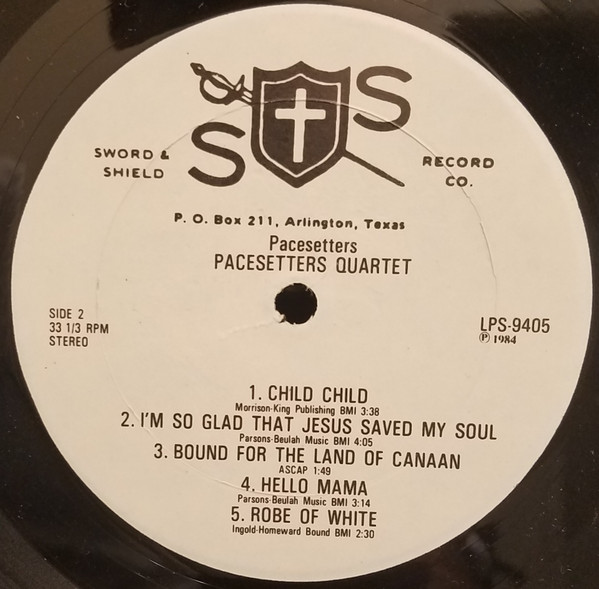 S S
SWORD &
SHIELD
RECORD
CO.
P. O. Box 211, Arlington, Texas
Pacesetters
PACESETTERS QUARTET
SIDE 2
33 1/3 RPM
STEREO
LPS-9405
Ⓟ 1984
1. CHILD CHILD
Morrison-King Publishing BMI 3:38
2. I'M SO GLAD THAT JESUS SAVED MY SOUL
Parsons-Beulah Music BMI 4:05
3. BOUND FOR THE LAND OF CANAAN
ASCAP 1:49
4. HELLO MAMA
Parsons-Beulah Music BMI 3:14
5. ROBE OF WHITE
Ingold-Homeward Bound BMI 2:30